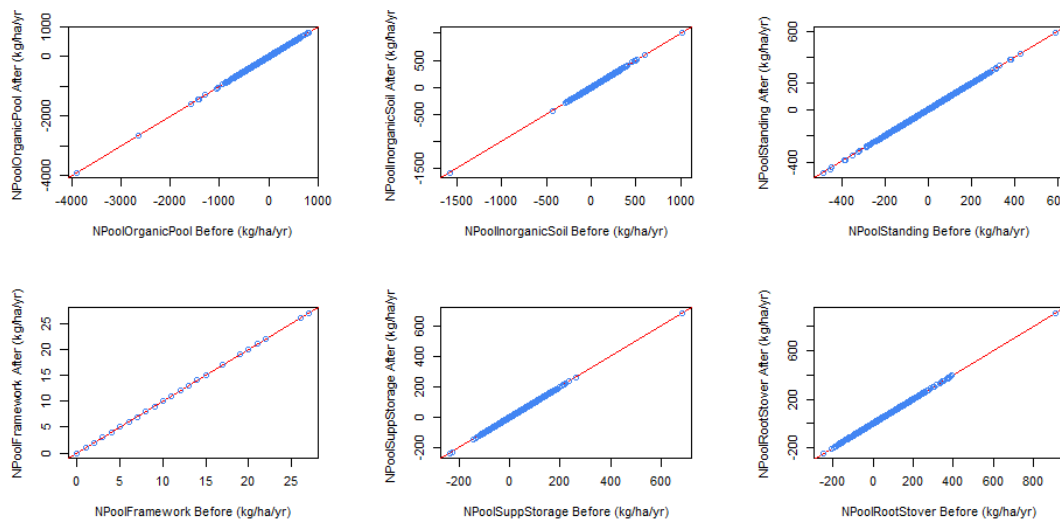 NPoolOrganicPool After (kg/ha/yr)
1000
0
-2000
-4000
-4000 -3000 -2000 -1000 0 1000
NPoolOrganicPool Before (kg/ha/yr)
NPoolInorganicSoil After (kg/ha/yr
500
-500
-1500
-1500 -1000 -500 0 500 1000
NPoolInorganicSoil Before (kg/ha/yr)
NPoolStanding After (kg/ha/yr)
600
200
0
-400
-400 -200 0 200 400
NPoolStanding Before (kg/ha/yr)
NPoolFramework After (kg/ha/yr)
25
15
10
5
0
0 5 10 15 20 25
NPoolFramework Before (kg/ha/yr)
NPoolSuppStorage After (kg/ha/yr
600
200
0
-200
-200 0 200 400 600
NPoolSuppStorage Before (kg/ha/yr)
NPoolRootStover After (kg/ha/yr)
600
200
-200
-200 0 200 400 600 800
NPoolRootStover Before (kg/ha/yr)